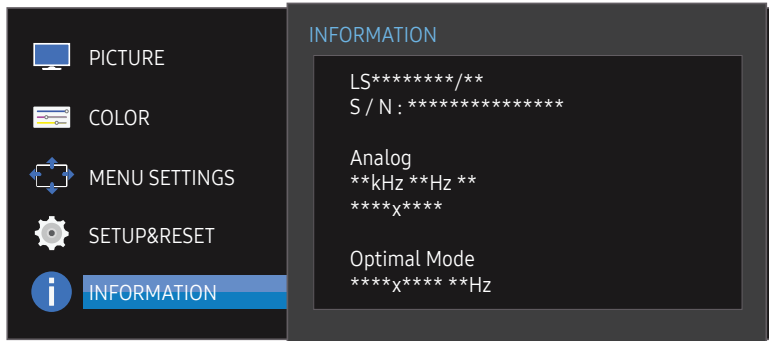 PICTURE
COLOR
MENU SETTINGS
SETUP&RESET
INFORMATION
INFORMATION
LS********/**
S / N : ***************
Analog
**kHz **Hz **
****x****
Optimal Mode
****x**** **Hz